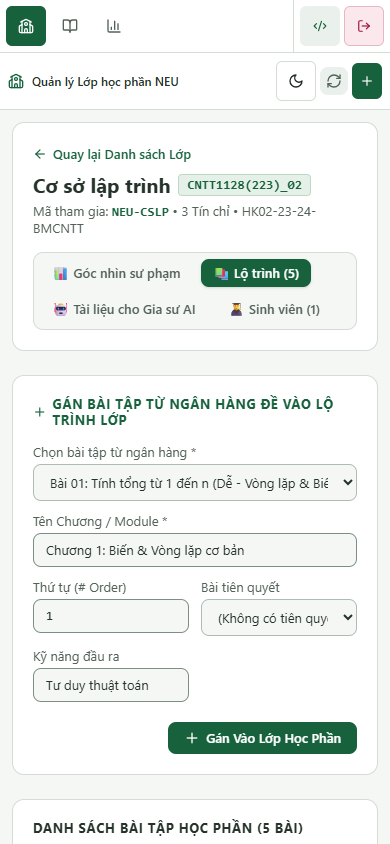 Quản lý Lớp học phần NEU
Quay lại Danh sách Lớp
Cơ sở lập trình CNTT1128(223)_02
Mã tham gia: NEU-CSLP • 3 Tín chỉ • HK02-23-24-
BMCNTT
Góc nhìn sư phạm Lộ trình (5)
Tài liệu cho Gia sư AI Sinh viên (1)
GÁN BÀI TẬP TỪ NGÂN HÀNG ĐỀ VÀO LỘ
TRÌNH LỚP
Chọn bài tập từ ngân hàng *
Bài 01: Tính tổng từ 1 đến n (Dễ - Vòng lặp &
Tên Chương / Module *
Chương 1: Biến & Vòng lặp cơ bản
Thứ tự (# Order) Bài tiên quyết
1 (Không có tiên
Kỹ năng đầu ra
Tư duy thuật toán
Gán Vào Lớp Học Phần
DANH SÁCH BÀI TẬP HỌC PHẦN (5 BÀI)